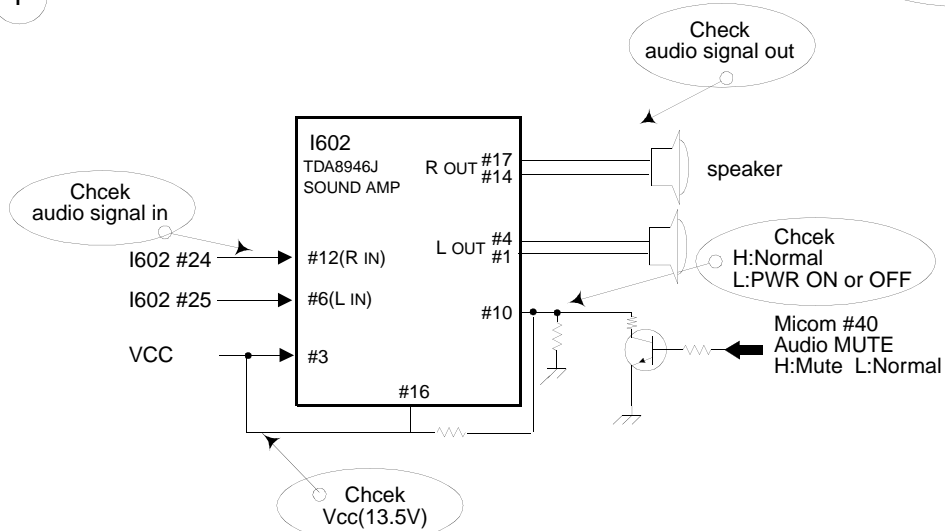 Check
audio signal out
I602
TDA8946J
SOUND AMP
R OUT #17
#14
speaker
Chcek
audio signal in
L OUT #4
#1
Chcek
H:Normal
L:PWR ON or OFF
I602 #24
#12(R IN)
I602 #25
#6(L IN)
#10
Micom #40
Audio MUTE
H:Mute L:Normal
VCC
#3
#16
Chcek
Vcc(13.5V)